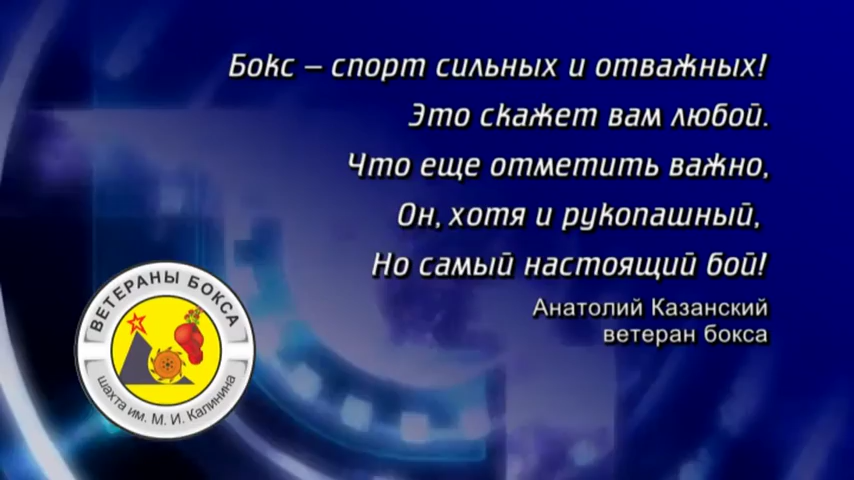 Бокс – спорт сильных и отважных!
Это скажет вам любой.
Что еще отметить важно,
Он, хотя и рукопашный,
Но самый настоящий бой!
Анатолий Казанский
ветеран бокса
ВЕТЕРАНЫ БОКСА
шахта им. М. И. Калинина